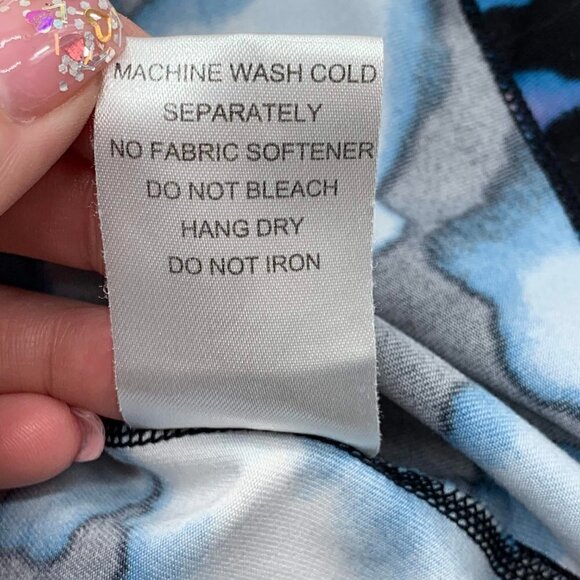 MACHINE WASH COLD
SEPARATELY
NO FABRIC SOFTENER
DO NOT BLEACH
HANG DRY
DO NOT IRON